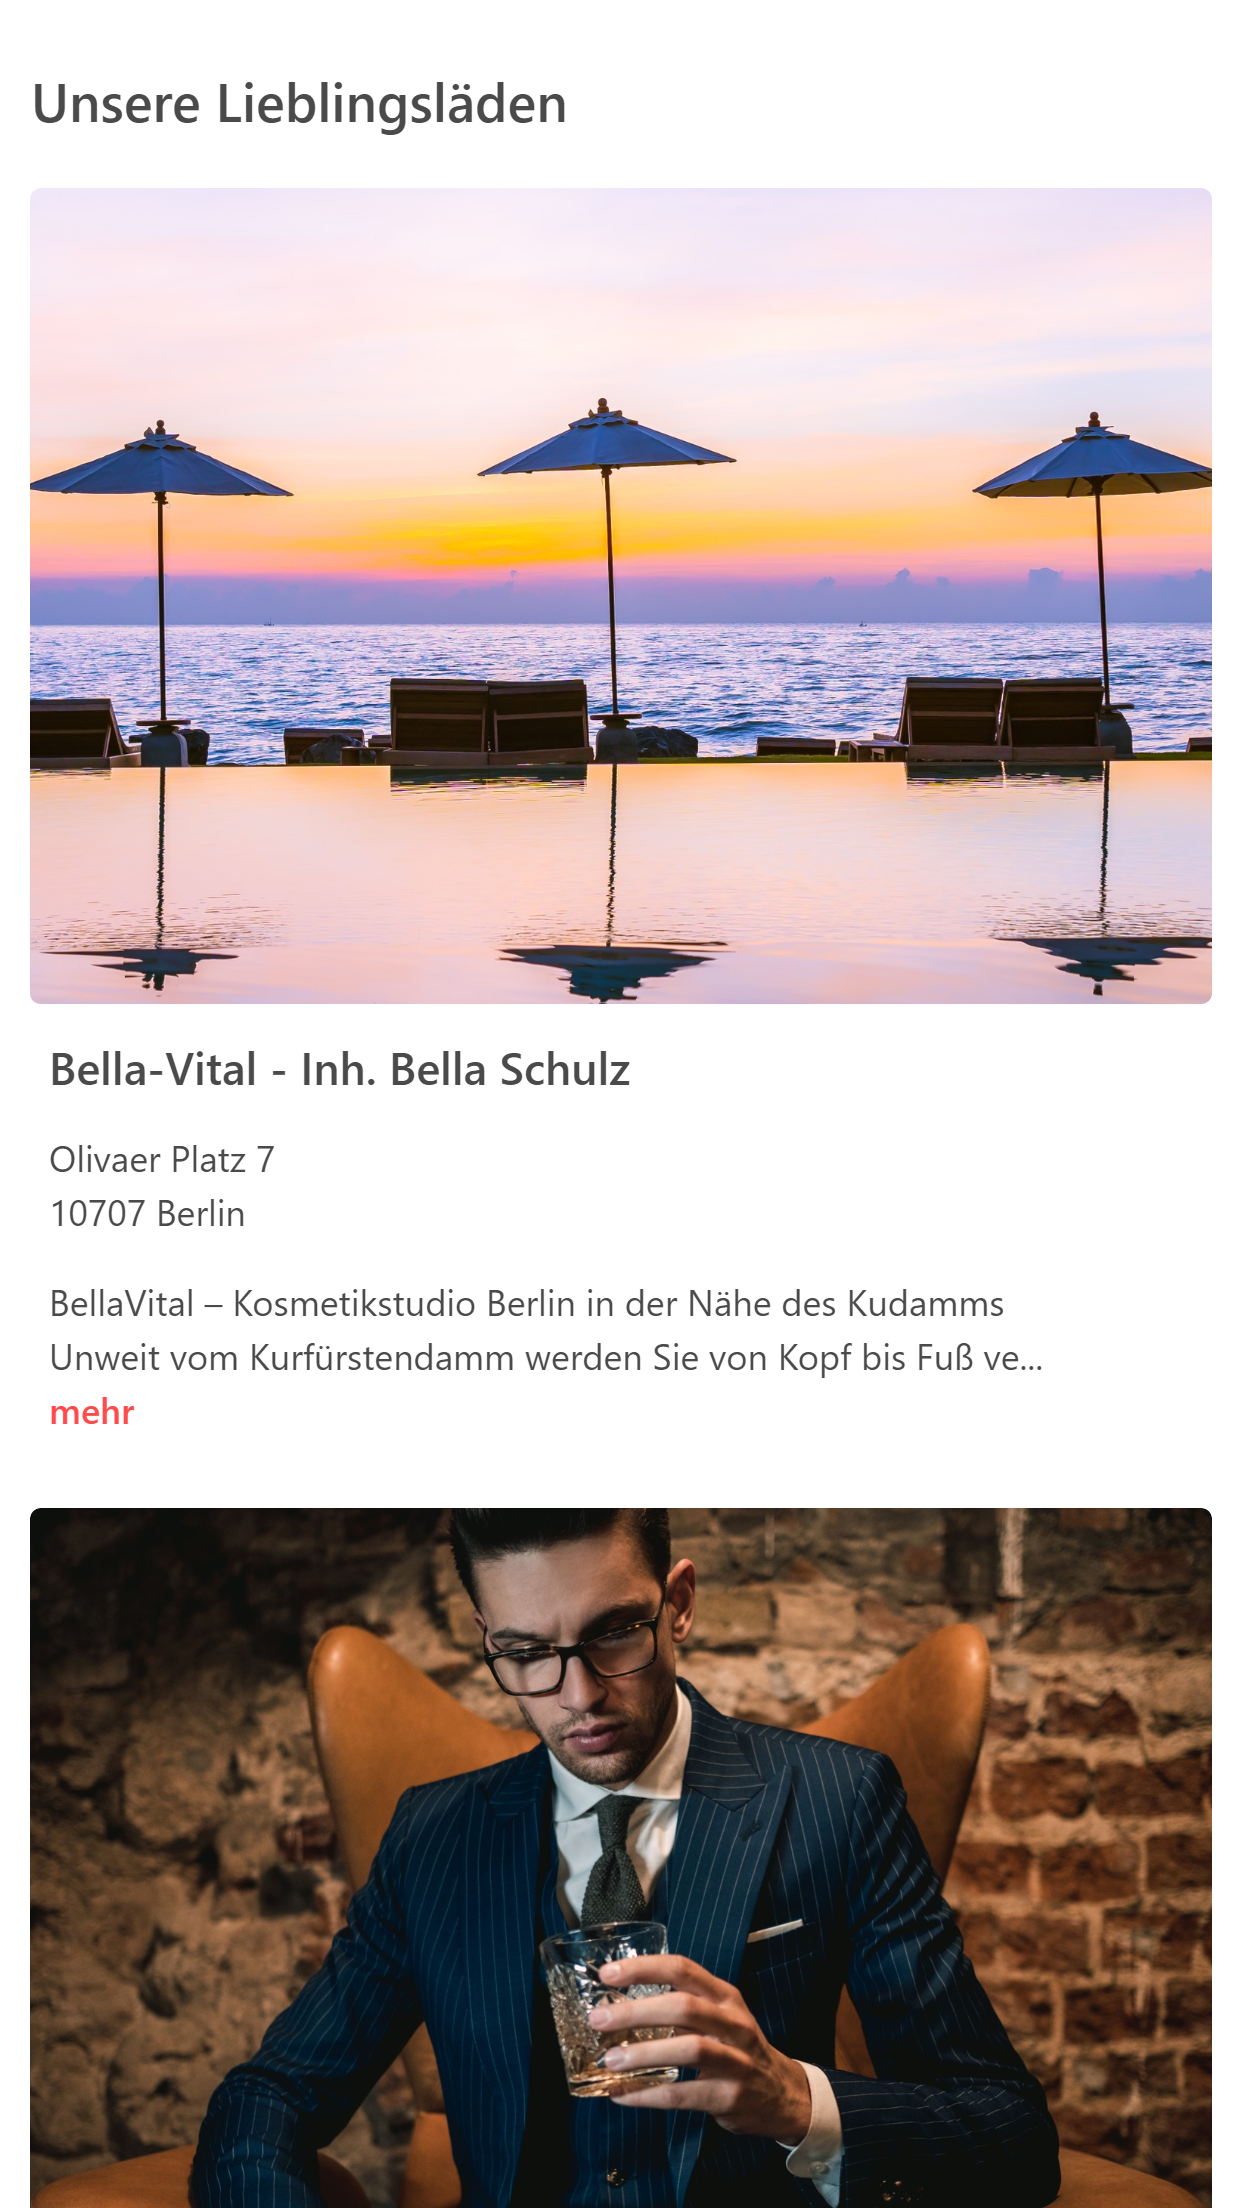 Unsere Lieblingsläden
Bella-Vital - Inh. Bella Schulz
Olivaer Platz 7
10707 Berlin
BellaVital – Kosmetikstudio Berlin in der Nähe des Kudamms
Unweit vom Kurfürstendamm werden Sie von Kopf bis Fuß ve...
mehr